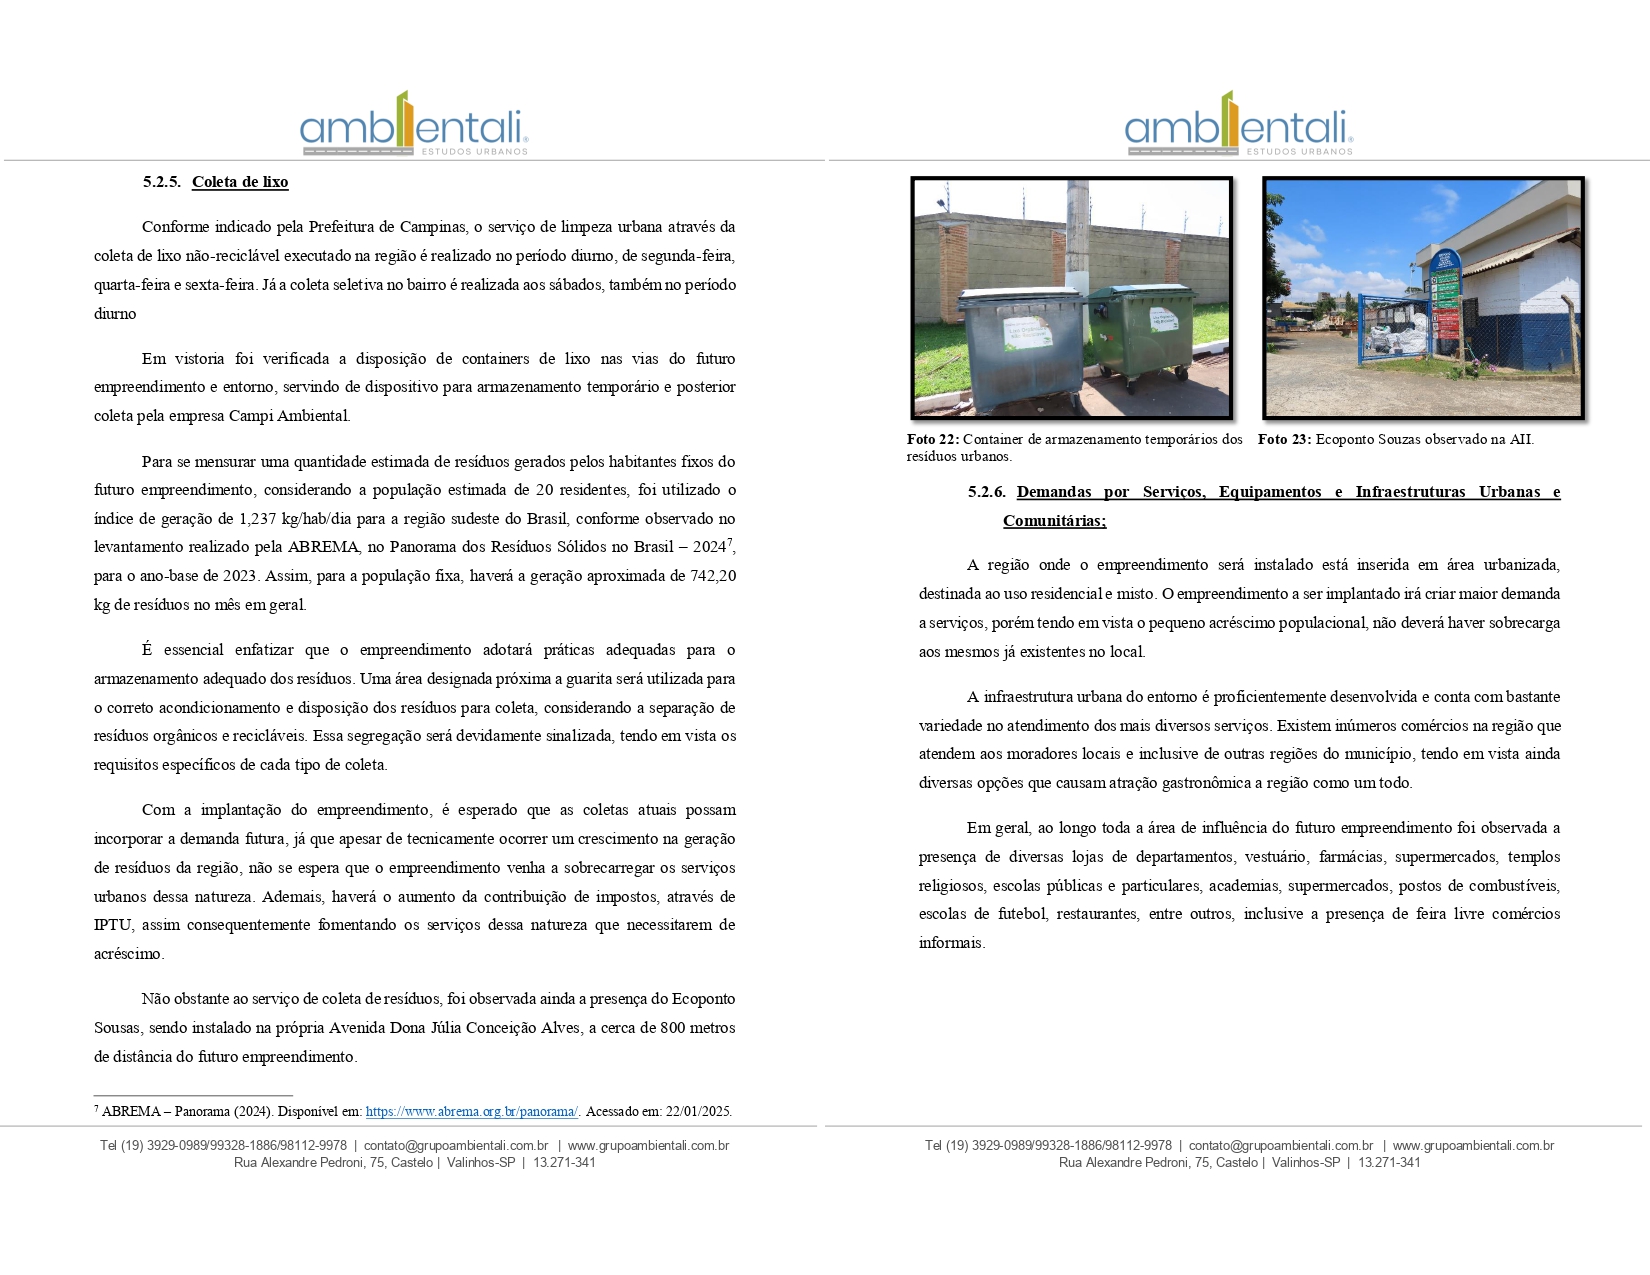 ambientali®
ESTUDOS URBANOS
5.2.5. Coleta de lixo
Conforme indicado pela Prefeitura de Campinas, o serviço de limpeza urbana através da
coleta de lixo não-reciclável executado na região é realizado no período diurno, de segunda-feira,
quarta-feira e sexta-feira. Já a coleta seletiva no bairro é realizada aos sábados, também no período
diurno
Em vistoria foi verificada a disposição de containers de lixo nas vias do futuro
empreendimento e entorno, servindo de dispositivo para armazenamento temporário e posterior
coleta pela empresa Campi Ambiental.
Para se mensurar uma quantidade estimada de resíduos gerados pelos habitantes fixos do
futuro empreendimento, considerando a população estimada de 20 residentes, foi utilizado o
índice de geração de 1,237 kg/hab/dia para a região sudeste do Brasil, conforme observado no
levantamento realizado pela ABREMA, no Panorama dos Resíduos Sólidos no Brasil – 2024⁷,
para o ano-base de 2023. Assim, para a população fixa, haverá a geração aproximada de 742,20
kg de resíduos no mês em geral.
É essencial enfatizar que o empreendimento adotará práticas adequadas para o
armazenamento adequado dos resíduos. Uma área designada próxima a guarita será utilizada para
o correto acondicionamento e disposição dos resíduos para coleta, considerando a separação de
resíduos orgânicos e recicláveis. Essa segregação será devidamente sinalizada, tendo em vista os
requisitos específicos de cada tipo de coleta.
Com a implantação do empreendimento, é esperado que as coletas atuais possam
incorporar a demanda futura, já que apesar de tecnicamente ocorrer um crescimento na geração
de resíduos da região, não se espera que o empreendimento venha a sobrecarregar os serviços
urbanos dessa natureza. Ademais, haverá o aumento da contribuição de impostos, através de
IPTU, assim consequentemente fomentando os serviços dessa natureza que necessitarem de
acréscimo.
Não obstante ao serviço de coleta de resíduos, foi observada ainda a presença do Ecoponto
Sousas, sendo instalado na própria Avenida Dona Júlia Conceição Alves, a cerca de 800 metros
de distância do futuro empreendimento.
⁷ ABREMA – Panorama (2024). Disponível em: https://www.abrema.org.br/panorama/. Acessado em: 22/01/2025.
Tel (19) 3929-0989/99328-1886/98112-9978 | contato@grupoambientali.com.br | www.grupoambientali.com.br
Rua Alexandre Pedroni, 75, Castelo | Valinhos-SP | 13.271-341
ambientali®
ESTUDOS URBANOS
Foto 22: Container de armazenamento temporários dos
resíduos urbanos.
Foto 23: Ecoponto Souzas observado na AII.
5.2.6. Demandas por Serviços, Equipamentos e Infraestruturas Urbanas e
Comunitárias;
A região onde o empreendimento será instalado está inserida em área urbanizada,
destinada ao uso residencial e misto. O empreendimento a ser implantado irá criar maior demanda
a serviços, porém tendo em vista o pequeno acréscimo populacional, não deverá haver sobrecarga
aos mesmos já existentes no local.
A infraestrutura urbana do entorno é proficientemente desenvolvida e conta com bastante
variedade no atendimento dos mais diversos serviços. Existem inúmeros comércios na região que
atendem aos moradores locais e inclusive de outras regiões do município, tendo em vista ainda
diversas opções que causam atração gastronômica a região como um todo.
Em geral, ao longo toda a área de influência do futuro empreendimento foi observada a
presença de diversas lojas de departamentos, vestuário, farmácias, supermercados, templos
religiosos, escolas públicas e particulares, academias, supermercados, postos de combustíveis,
escolas de futebol, restaurantes, entre outros, inclusive a presença de feira livre comércios
informais.
Tel (19) 3929-0989/99328-1886/98112-9978 | contato@grupoambientali.com.br | www.grupoambientali.com.br
Rua Alexandre Pedroni, 75, Castelo | Valinhos-SP | 13.271-341